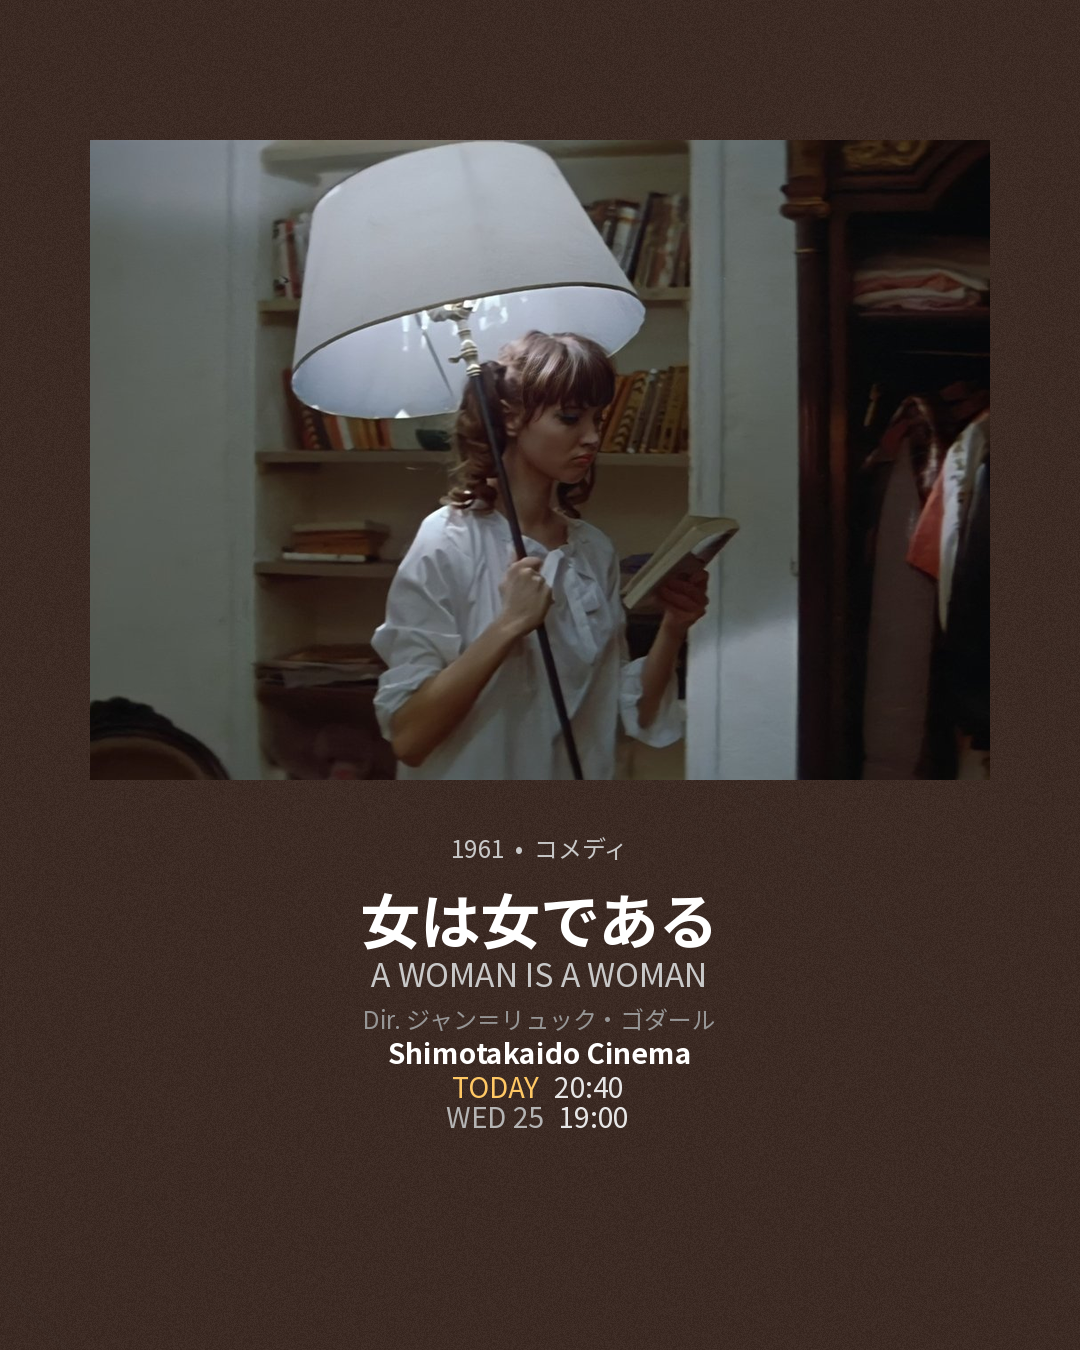 1961 • コメディ
女は女である
A WOMAN IS A WOMAN
Dir. ジャン＝リュック・ゴダール
Shimotakaido Cinema
TODAY 20:40
WED 25 19:00